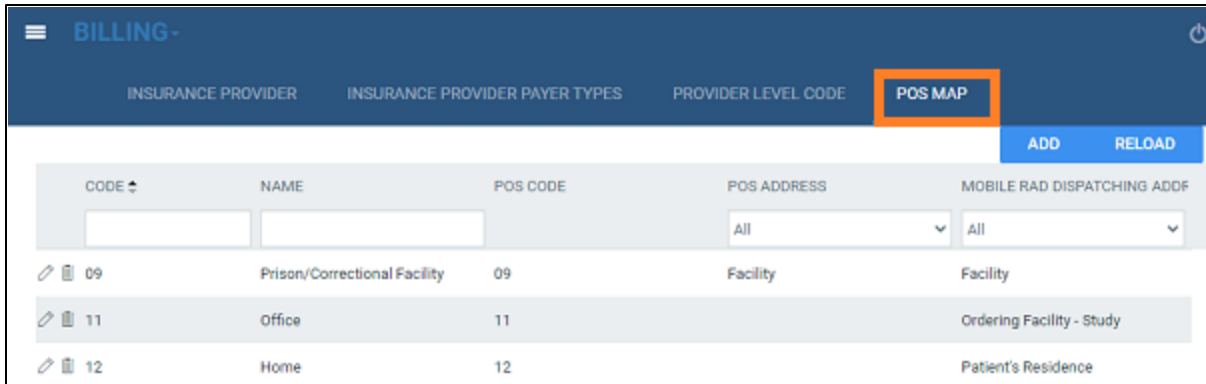 BILLING
INSURANCE PROVIDER INSURANCE PROVIDER PAYER TYPES PROVIDER LEVEL CODE POS MAP
ADD RELOAD
CODE NAME POS CODE POS ADDRESS MOBILE RAD DISPATCHING ADDR
All All
09 Prison/Correctional Facility 09 Facility Facility
11 Office 11 Ordering Facility - Study
12 Home 12 Patient's Residence